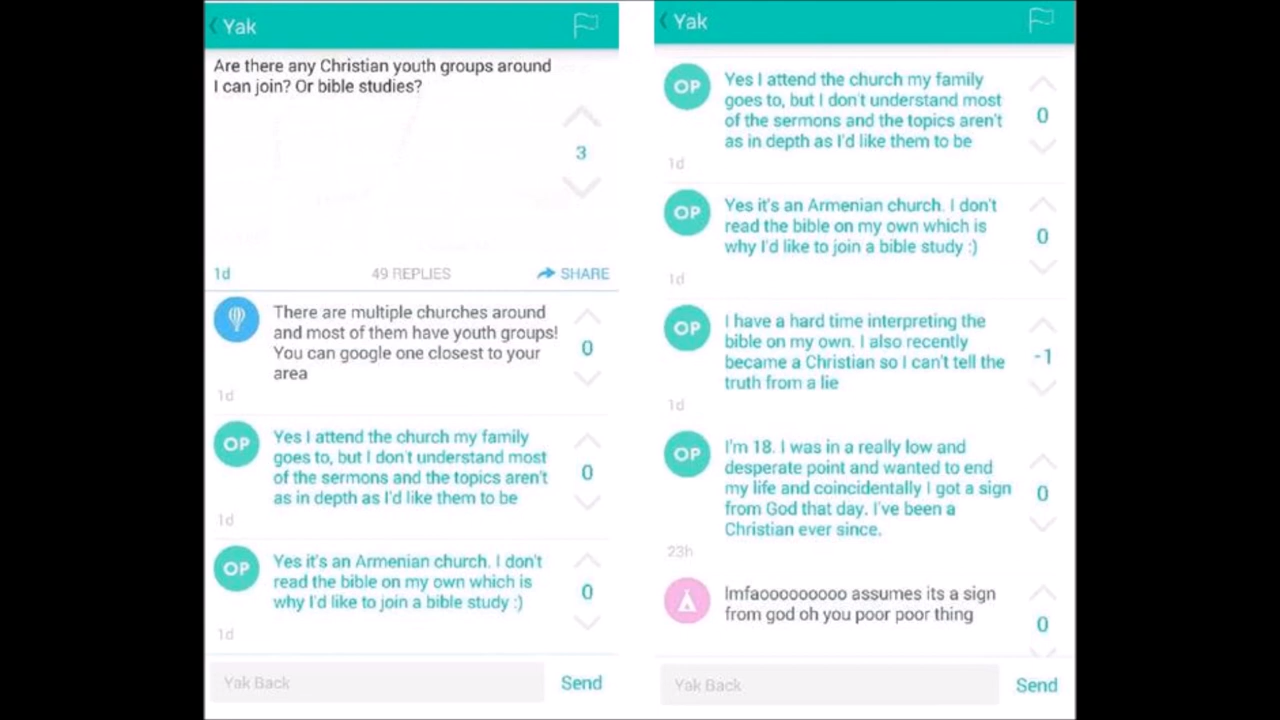 Yak
Are there any Christian youth groups around
I can join? Or bible studies?
3
1d
49 REPLIES
SHARE
There are multiple churches around
and most of them have youth groups!
You can google one closest to your
area
0
1d
OP
Yes I attend the church my family
goes to, but I don't understand most
of the sermons and the topics aren't
as in depth as I'd like them to be
0
1d
OP
Yes it's an Armenian church. I don't
read the bible on my own which is
why I'd like to join a bible study :)
0
1d
Yak Back
Send
Yak
OP
Yes I attend the church my family
goes to, but I don't understand most
of the sermons and the topics aren't
as in depth as I'd like them to be
0
1d
OP
Yes it's an Armenian church. I don't
read the bible on my own which is
why I'd like to join a bible study :)
0
1d
OP
I have a hard time interpreting the
bible on my own. I also recently
became a Christian so I can't tell the
truth from a lie
-1
1d
OP
I'm 18. I was in a really low and
desperate point and wanted to end
my life and coincidentally I got a sign
from God that day. I've been a
Christian ever since.
0
23h
lmfaoooooooooo assumes its a sign
from god oh you poor poor thing
0
Yak Back
Send